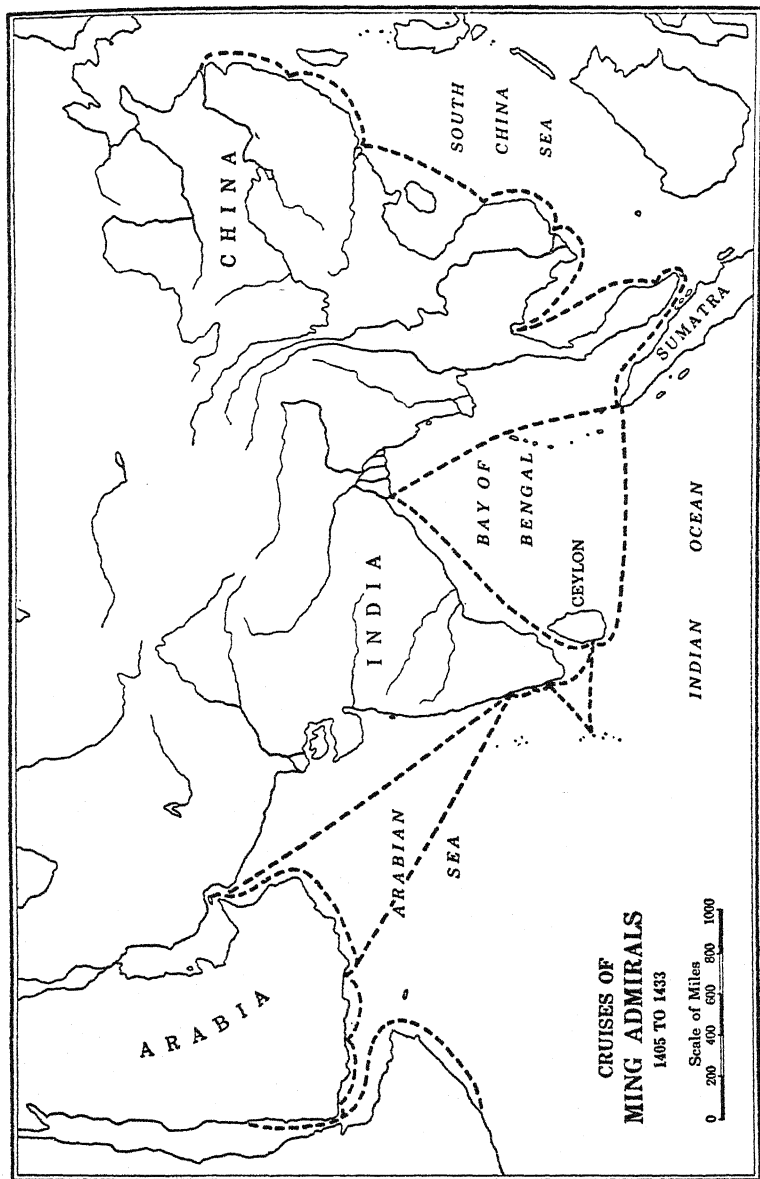 CHINA
SOUTH
CHINA
SEA
SUMATRA
INDIA
BAY OF
BENGAL
CEYLON
INDIAN OCEAN
ARABIAN
SEA
ARABIA
CRUISES OF
MING ADMIRALS
1405 TO 1433
Scale of Miles
0 200 400 600 800 1000